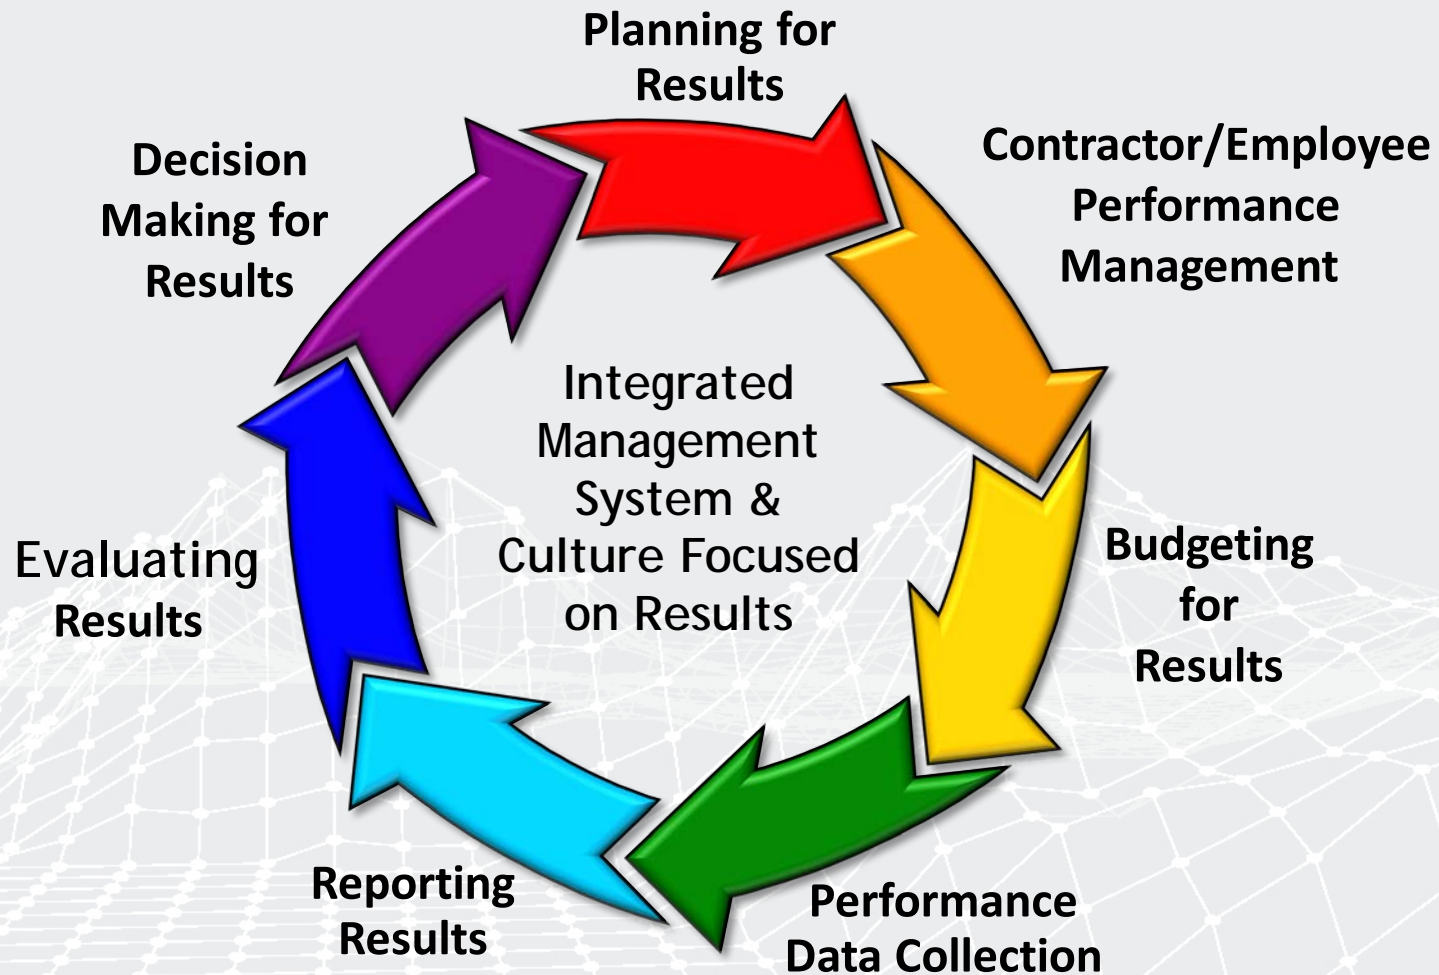 Planning for
Results
Contractor/Employee
Performance
Management
Budgeting
for
Results
Performance
Data Collection
Reporting
Results
Evaluating
Results
Decision
Making for
Results
Integrated
Management
System &
Culture Focused
on Results